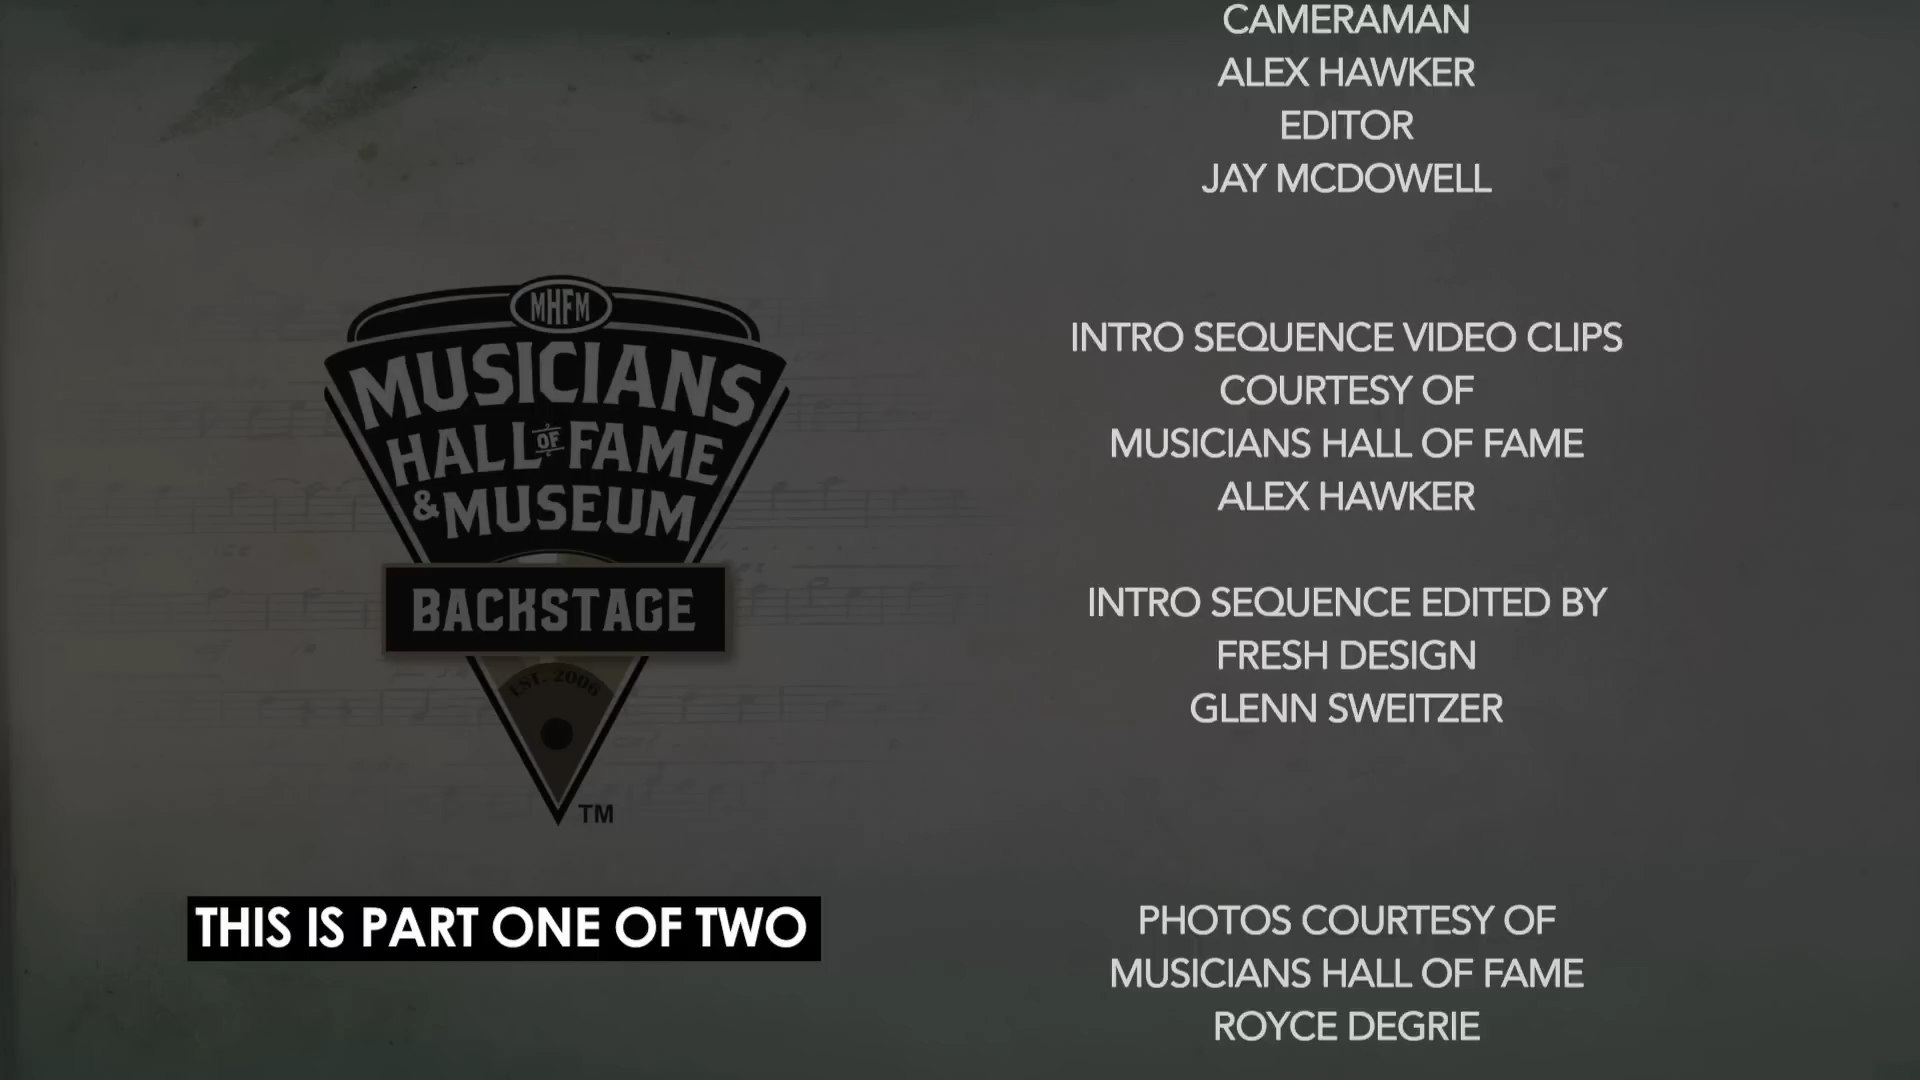 MHFM
MUSICIANS
HALL OF FAME
& MUSEUM
BACKSTAGE
EST. 2006
TM
THIS IS PART ONE OF TWO
CAMERAMAN
ALEX HAWKER
EDITOR
JAY MCDOWELL
INTRO SEQUENCE VIDEO CLIPS
COURTESY OF
MUSICIANS HALL OF FAME
ALEX HAWKER
INTRO SEQUENCE EDITED BY
FRESH DESIGN
GLENN SWEITZER
PHOTOS COURTESY OF
MUSICIANS HALL OF FAME
ROYCE DEGRIE